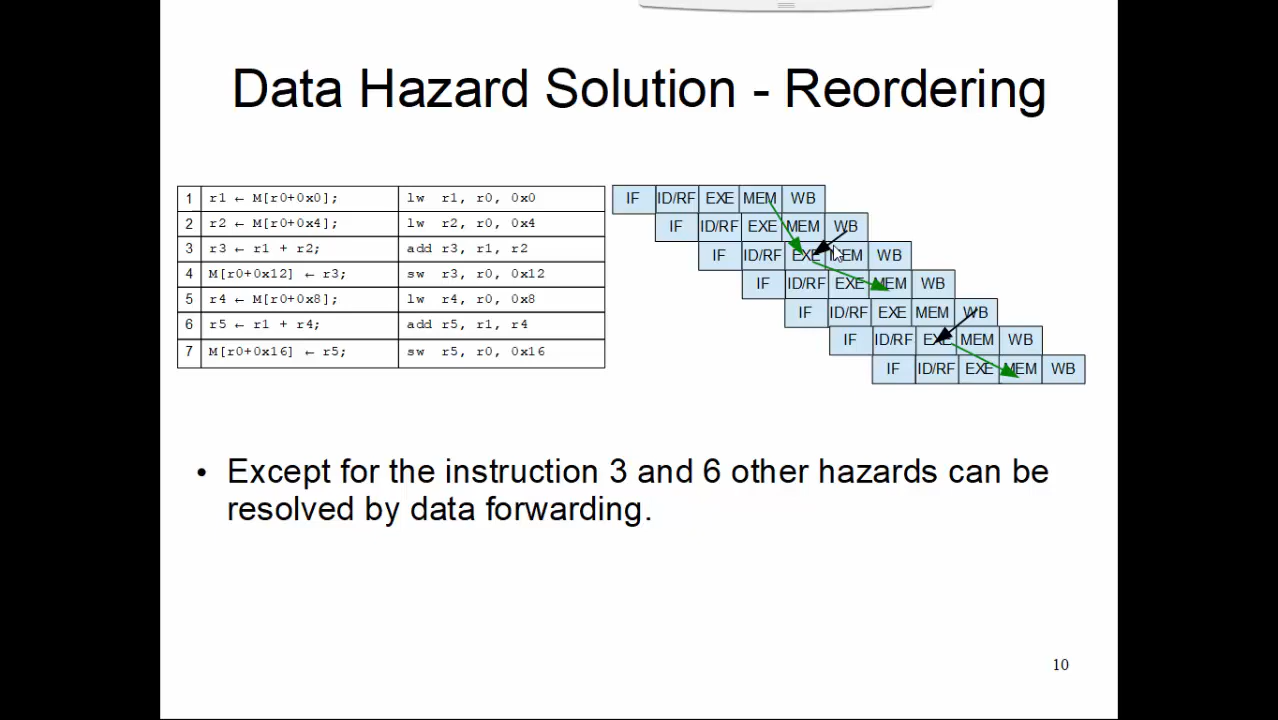 Data Hazard Solution - Reordering
1 r1 ← M[r0+0x0]; lw r1, r0, 0x0 IF ID/RF EXE MEM WB
2 r2 ← M[r0+0x4]; lw r2, r0, 0x4 IF ID/RF EXE MEM WB
3 r3 ← r1 + r2; add r3, r1, r2 IF ID/RF EXE MEM WB
4 M[r0+0x12] ← r3; sw r3, r0, 0x12 IF ID/RF EXE MEM WB
5 r4 ← M[r0+0x8]; lw r4, r0, 0x8 IF ID/RF EXE MEM WB
6 r5 ← r1 + r4; add r5, r1, r4 IF ID/RF EXE MEM WB
7 M[r0+0x16] ← r5; sw r5, r0, 0x16 IF ID/RF EXE MEM WB
• Except for the instruction 3 and 6 other hazards can be
resolved by data forwarding.
10